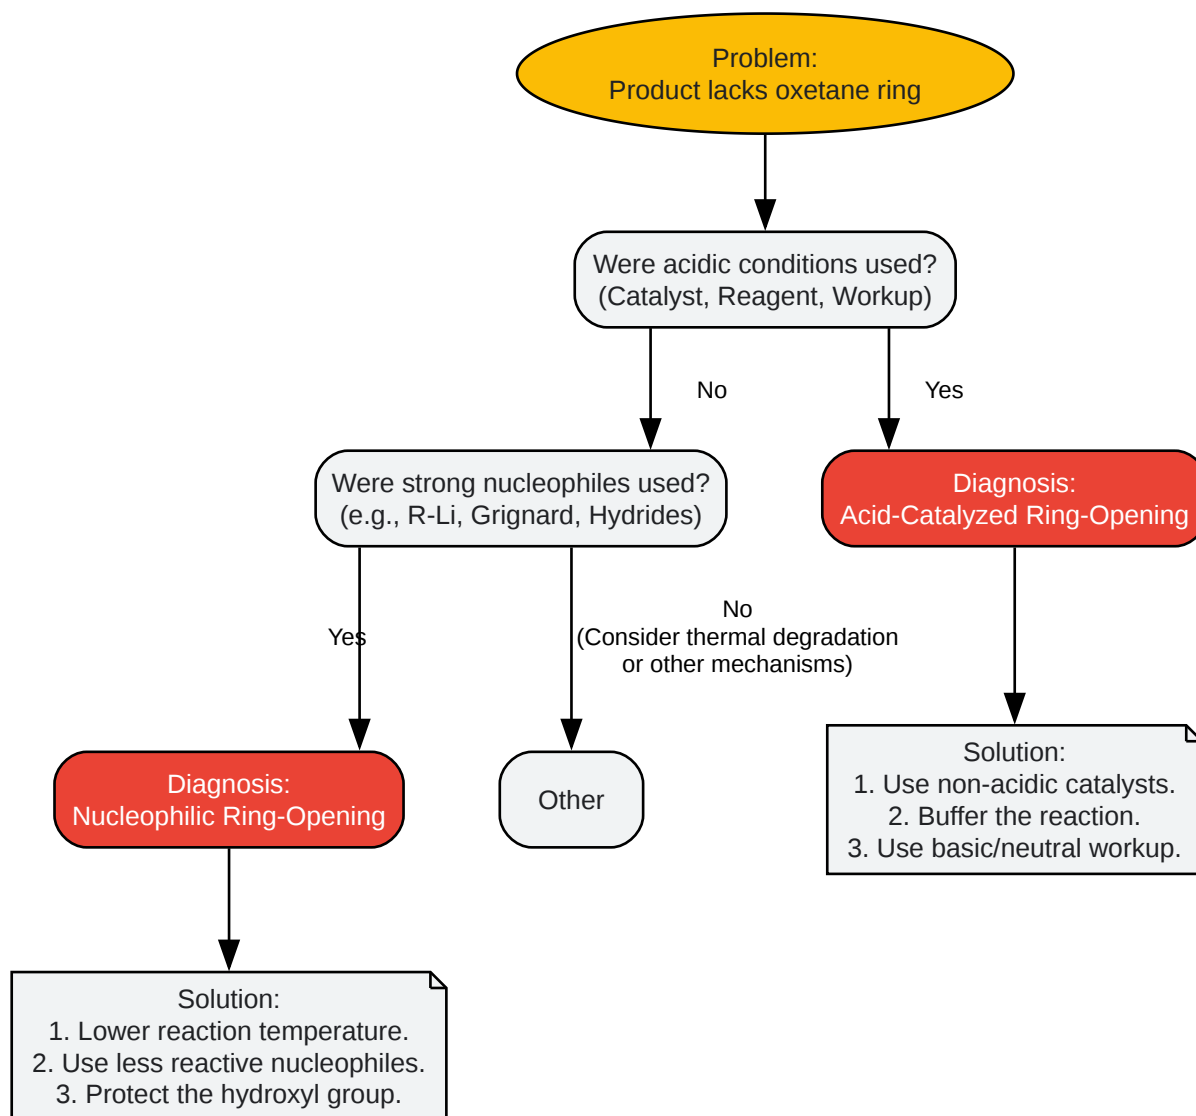 Problem:
Product lacks oxetane ring
Were acidic conditions used?
(Catalyst, Reagent, Workup)
No
Yes
Were strong nucleophiles used?
(e.g., R-Li, Grignard, Hydrides)
Diagnosis:
Acid-Catalyzed Ring-Opening
Yes
No
(Consider thermal degradation
or other mechanisms)
Diagnosis:
Nucleophilic Ring-Opening
Other
Solution:
1. Use non-acidic catalysts.
2. Buffer the reaction.
3. Use basic/neutral workup.
Solution:
1. Lower reaction temperature.
2. Use less reactive nucleophiles.
3. Protect the hydroxyl group.